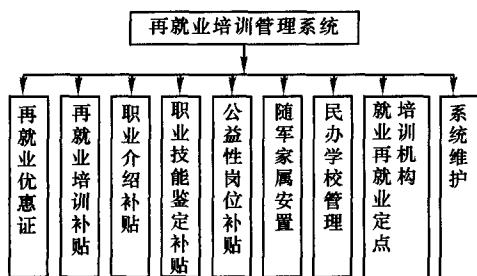 再就业培训管理系统
再就业优惠证
再就业培训补贴
职业介绍补贴
职业技能鉴定补贴
公益性岗位补贴
随军家属安置
民办学校管理
就业再就业定点
培训机构
系统维护